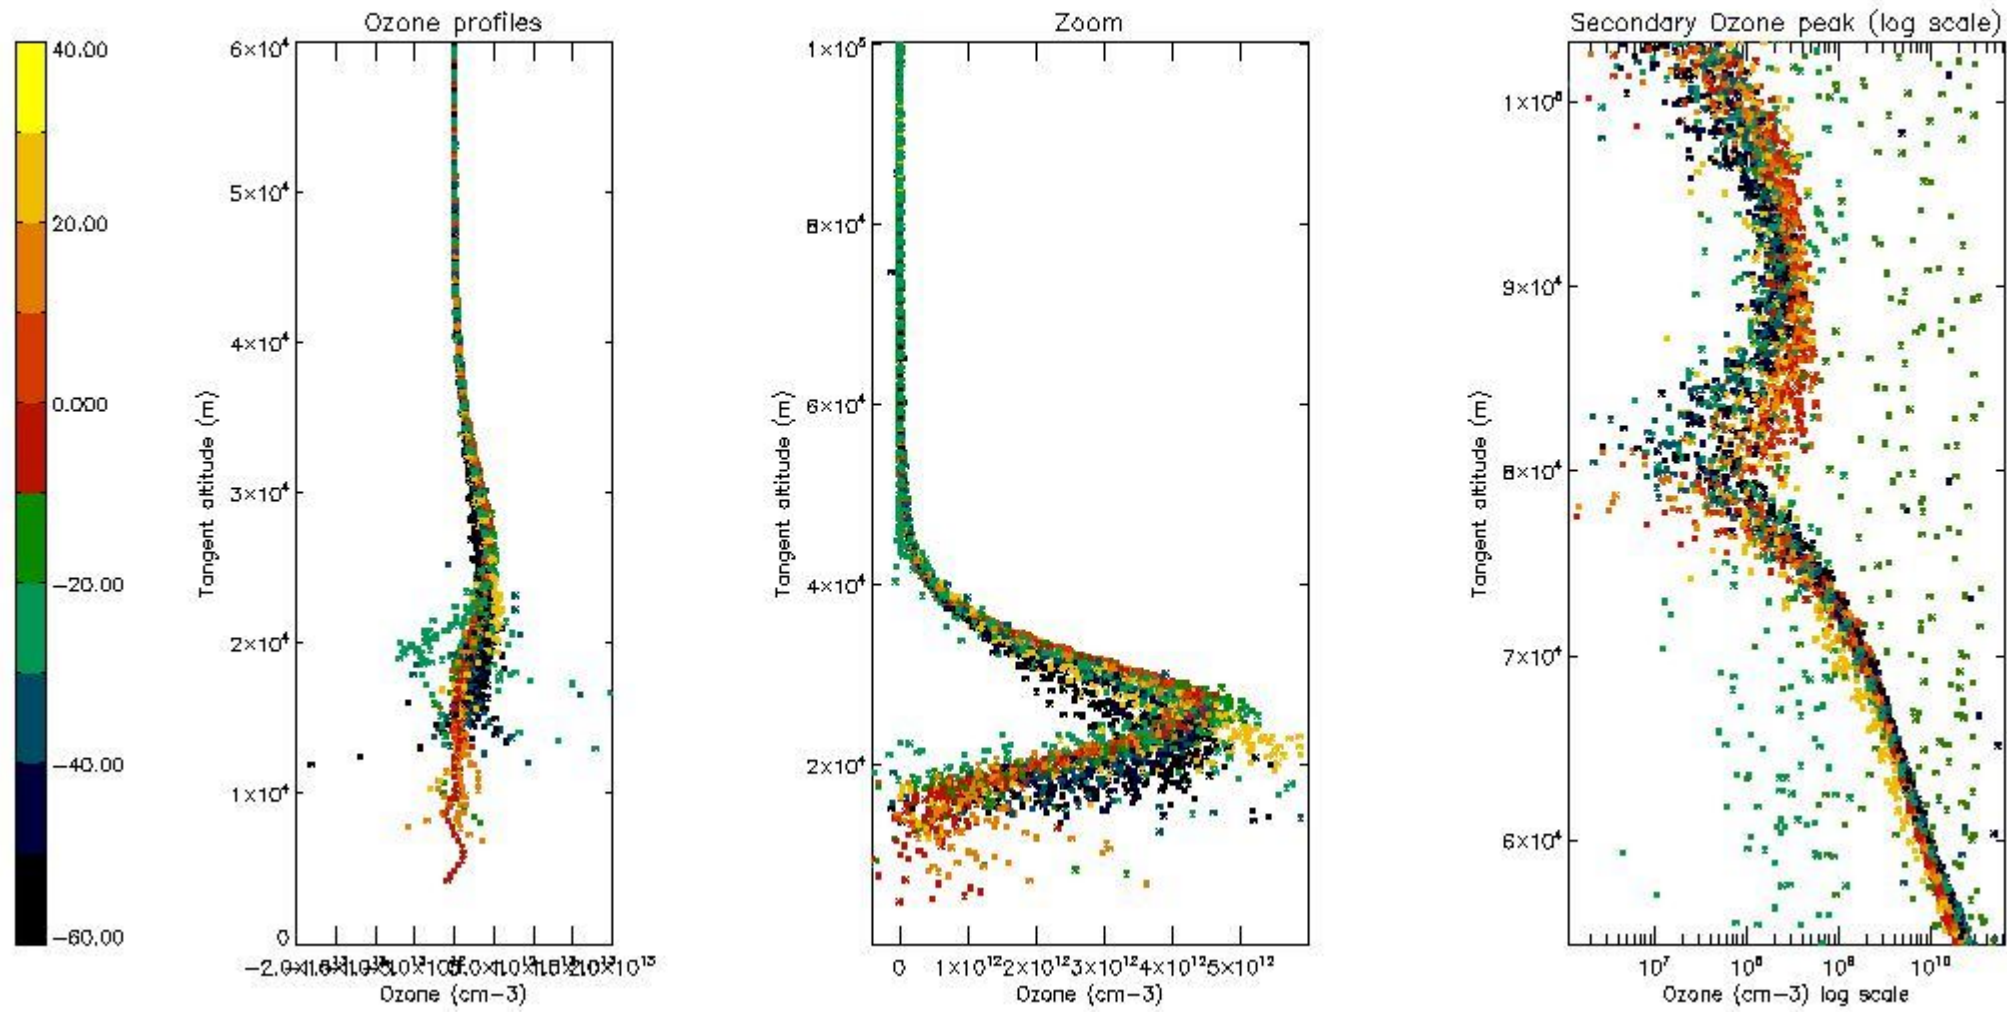 Ozone profiles
Zoom
Secondary Ozone peak (log scale)
40.00
20.00
0.000
−20.00
−40.00
−60.00
6×10⁴
5×10⁴
4×10⁴
3×10⁴
2×10⁴
1×10⁴
0
Tangent altitude (m)
Ozone (cm−3)
1×10⁵
8×10⁴
6×10⁴
4×10⁴
2×10⁴
Tangent altitude (m)
0 1×10¹² 2×10¹² 3×10¹² 4×10¹² 5×10¹²
Ozone (cm−3)
9×10⁴
8×10⁴
7×10⁴
6×10⁴
Tangent altitude (m)
10⁷ 10⁸ 10⁹ 10¹⁰
Ozone (cm−3) log scale